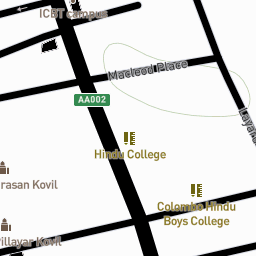 ICBT campus
Macleod Place
AA002
Hindu College
rasan Kovil
Colombo Hindu
Boys College
illayar Kovil